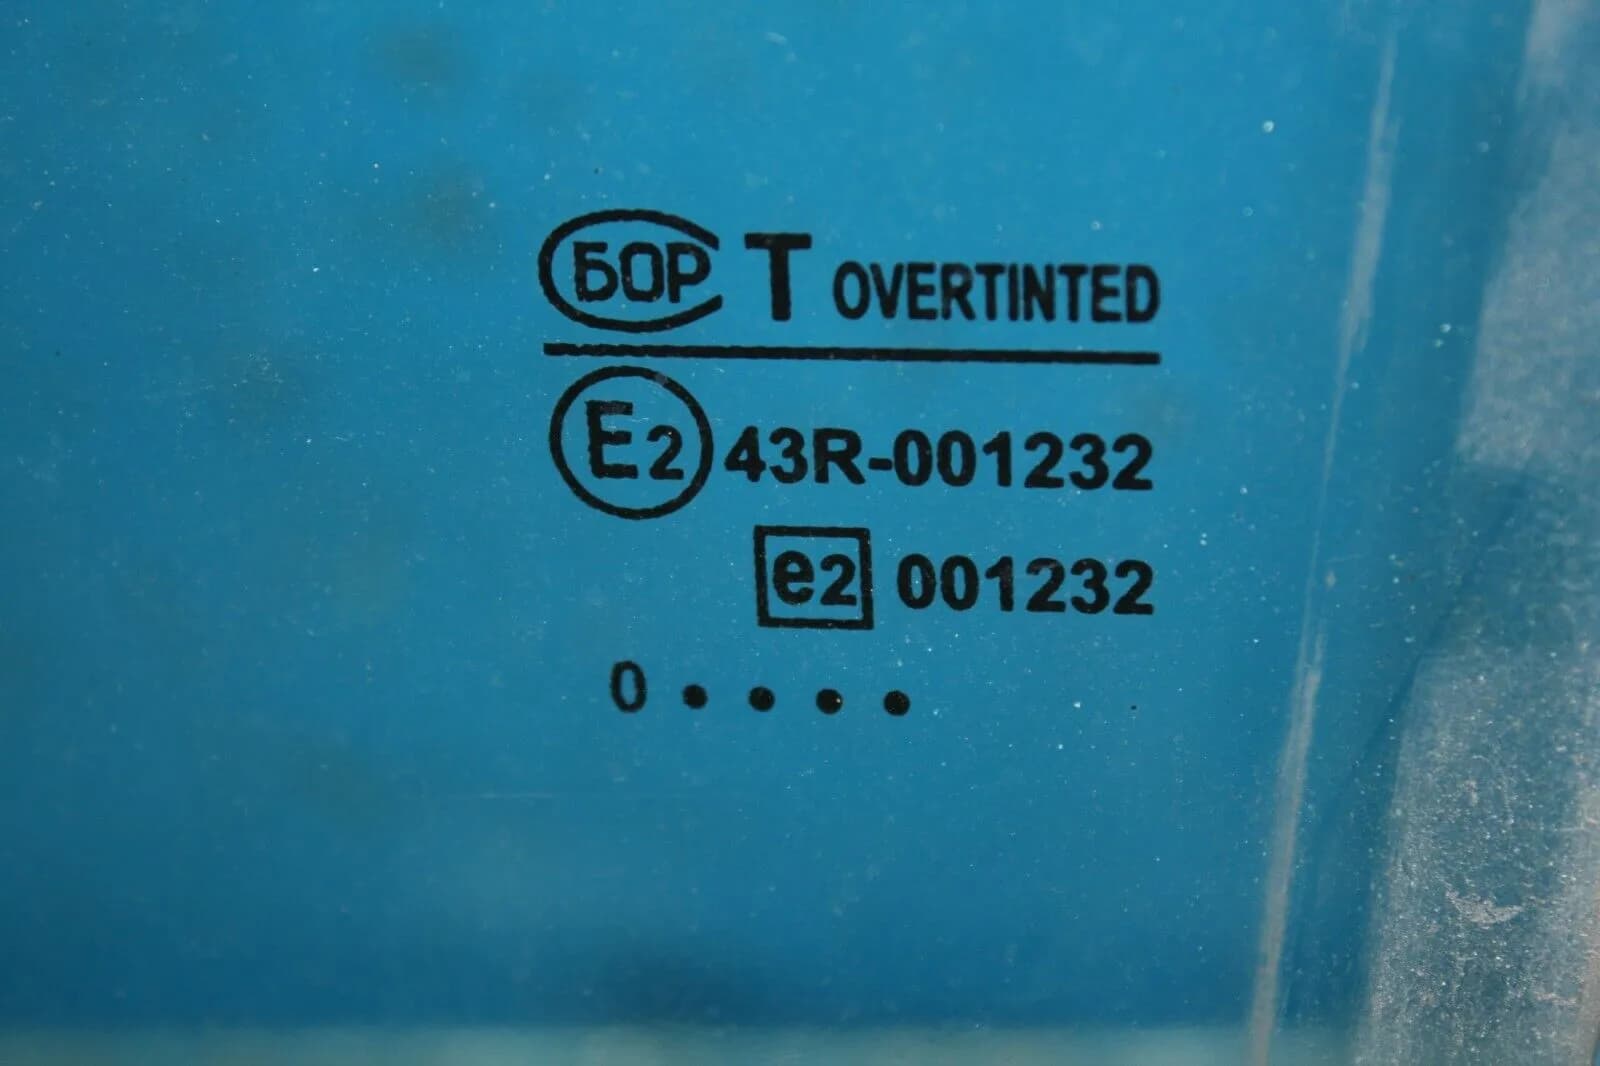 БОР T OVERTINTED
E2 43R-001232
e2 001232
0 • • • •